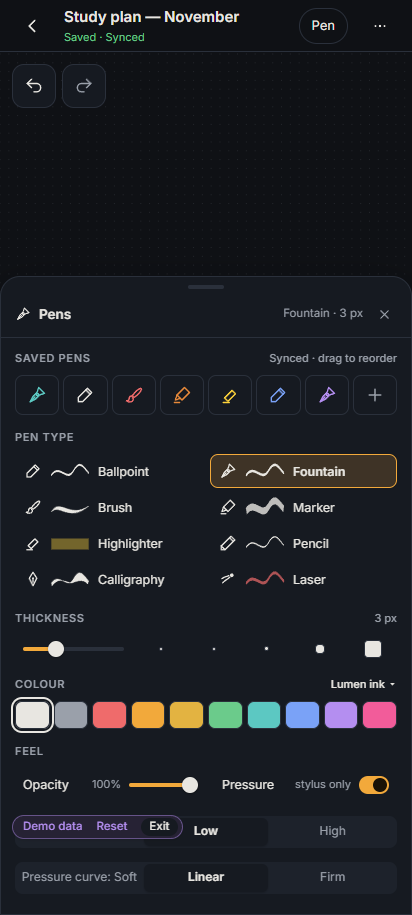 Study plan — November
Saved · Synced
Pen
Pens
Fountain · 3 px
SAVED PENS
Synced · drag to reorder
PEN TYPE
Ballpoint
Fountain
Brush
Marker
Highlighter
Pencil
Calligraphy
Laser
THICKNESS
3 px
COLOUR
Lumen ink
FEEL
Opacity
100%
Pressure
stylus only
Demo data
Reset
Exit
Low
High
Pressure curve: Soft
Linear
Firm